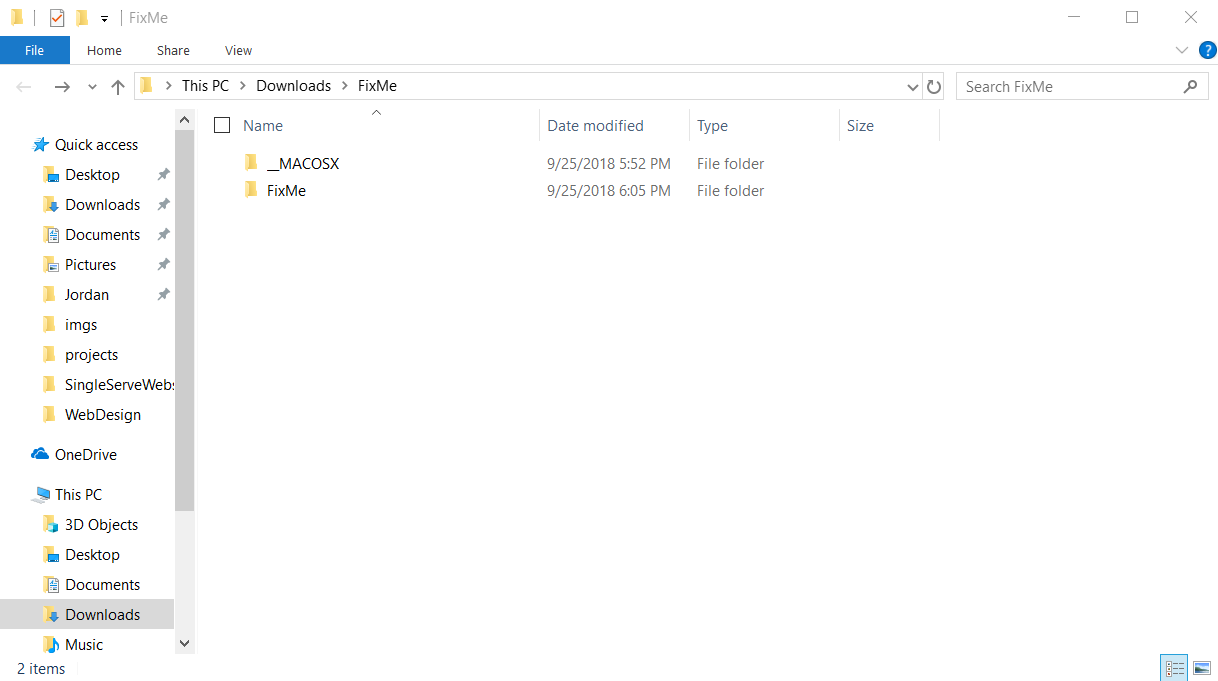 FixMe
File Home Share View
?
This PC Downloads FixMe
Search FixMe
Name Date modified Type Size
__MACOSX 9/25/2018 5:52 PM File folder
FixMe 9/25/2018 6:05 PM File folder
Quick access
Desktop
Downloads
Documents
Pictures
Jordan
imgs
projects
SingleServeWebs
WebDesign
OneDrive
This PC
3D Objects
Desktop
Documents
Downloads
Music
2 items